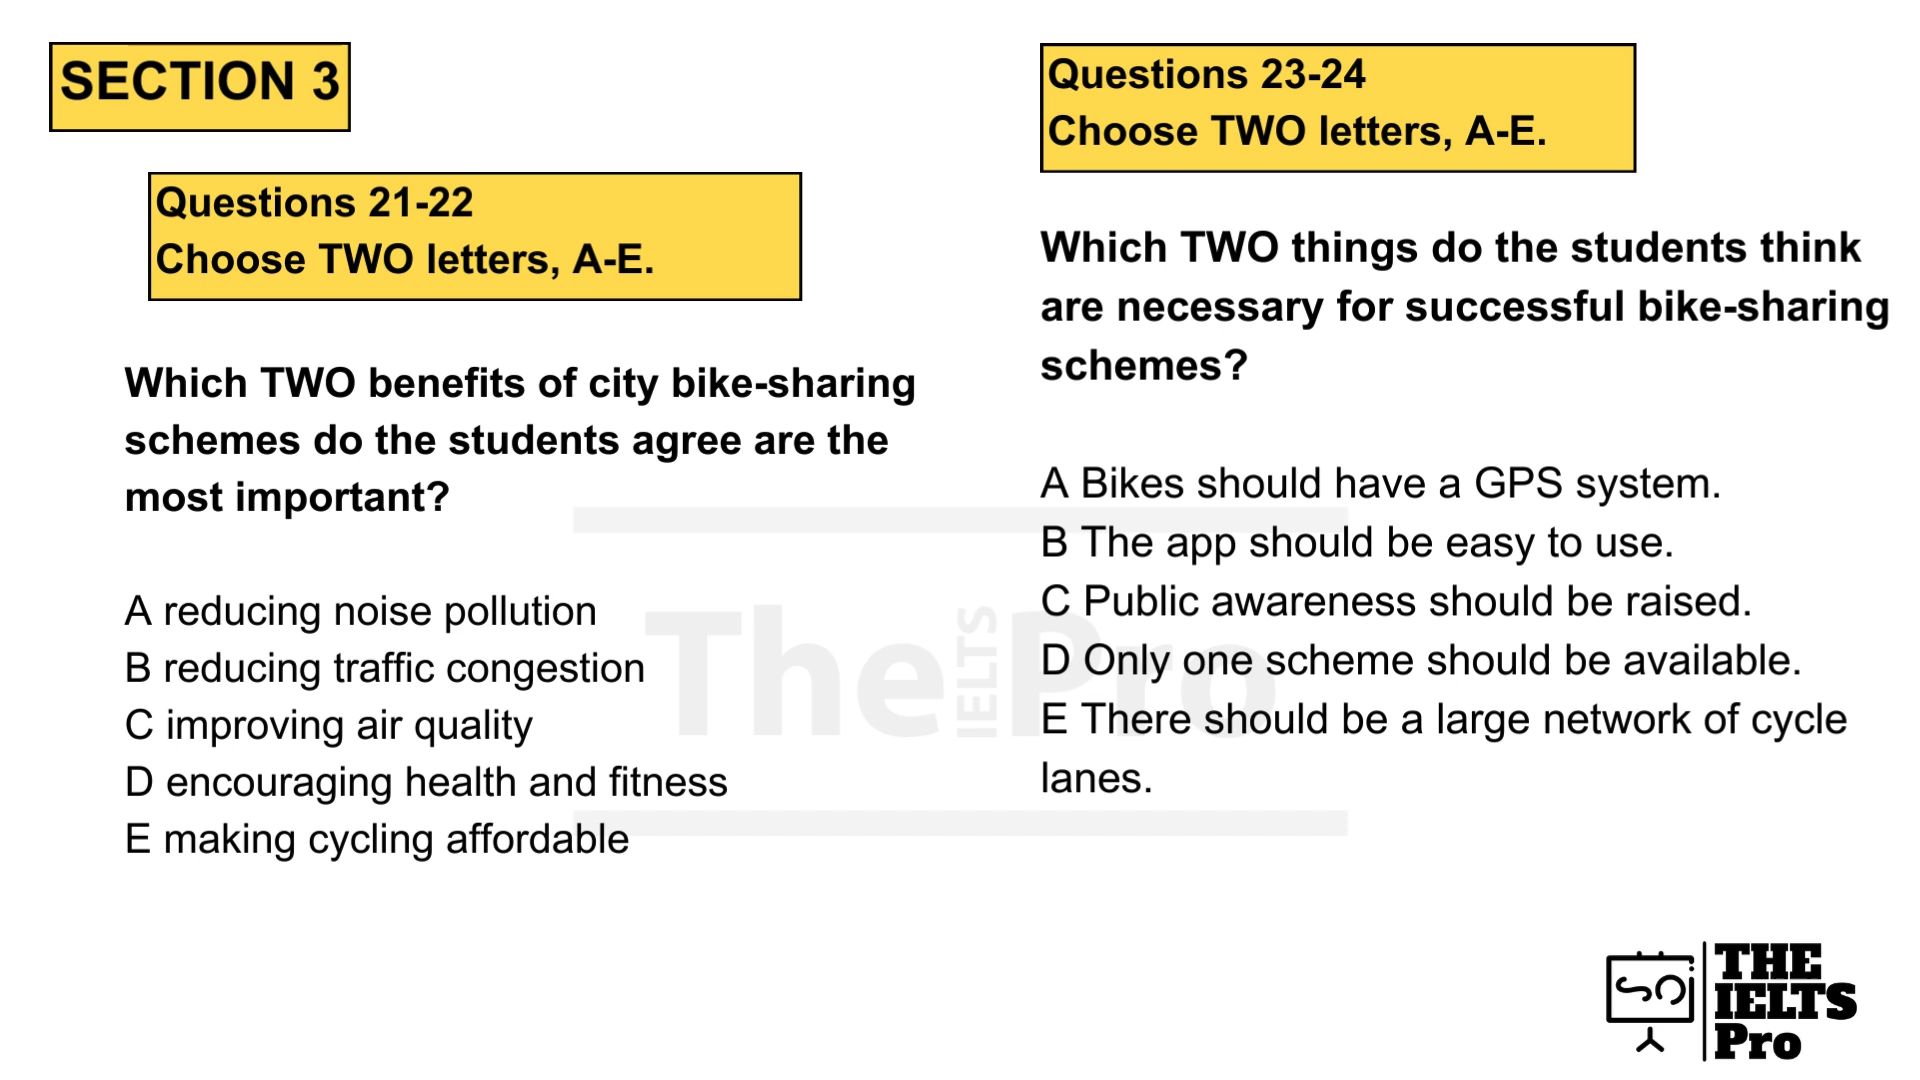 SECTION 3
Questions 21-22
Choose TWO letters, A-E.
Which TWO benefits of city bike-sharing
schemes do the students agree are the
most important?
A reducing noise pollution
B reducing traffic congestion
C improving air quality
D encouraging health and fitness
E making cycling affordable
Questions 23-24
Choose TWO letters, A-E.
Which TWO things do the students think
are necessary for successful bike-sharing
schemes?
A Bikes should have a GPS system.
B The app should be easy to use.
C Public awareness should be raised.
D Only one scheme should be available.
E There should be a large network of cycle
lanes.
The IELTS Pro
THE
IELTS
Pro